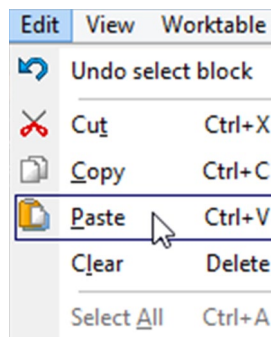 Edit View Worktable
Undo select block
Cut Ctrl+X
Copy Ctrl+C
Paste Ctrl+V
Clear Delete
Select All Ctrl+A